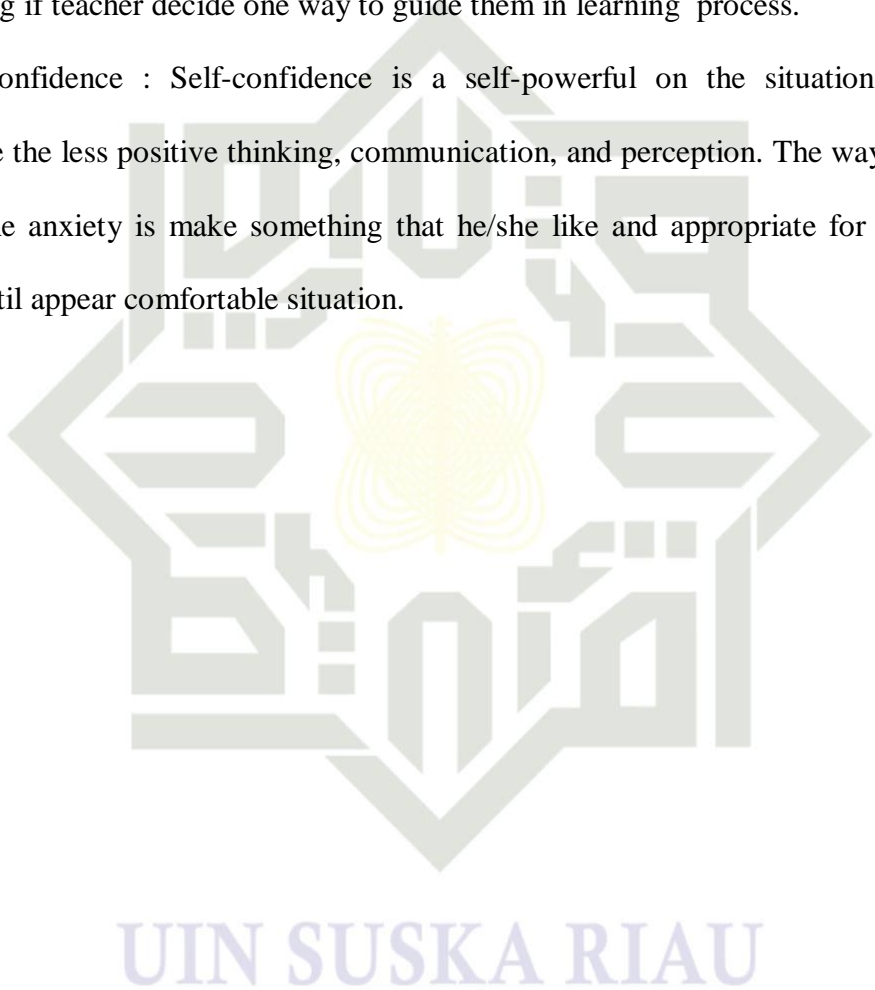 g if teacher decide one way to guide them in learning process.
onfidence : Self-confidence is a self-powerful on the situation
e the less positive thinking, communication, and perception. The way
e anxiety is make something that he/she like and appropriate for
til appear comfortable situation.
UIN SUSKA RIAU